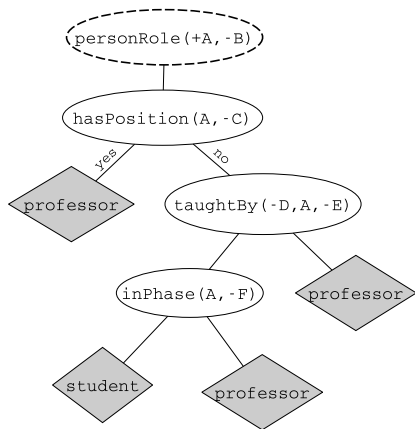 personRole(+A,-B)
hasPosition(A,-C)
yes
no
professor
taughtBy(-D,A,-E)
inPhase(A,-F)
professor
student
professor